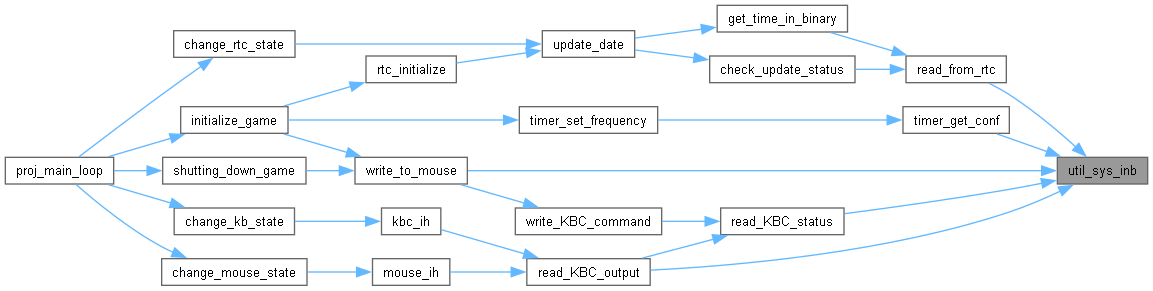 get_time_in_binary
change_rtc_state
update_date
rtc_initialize
check_update_status
read_from_rtc
initialize_game
timer_set_frequency
timer_get_conf
proj_main_loop
shutting_down_game
write_to_mouse
util_sys_inb
change_kb_state
kbc_ih
write_KBC_command
read_KBC_status
change_mouse_state
mouse_ih
read_KBC_output